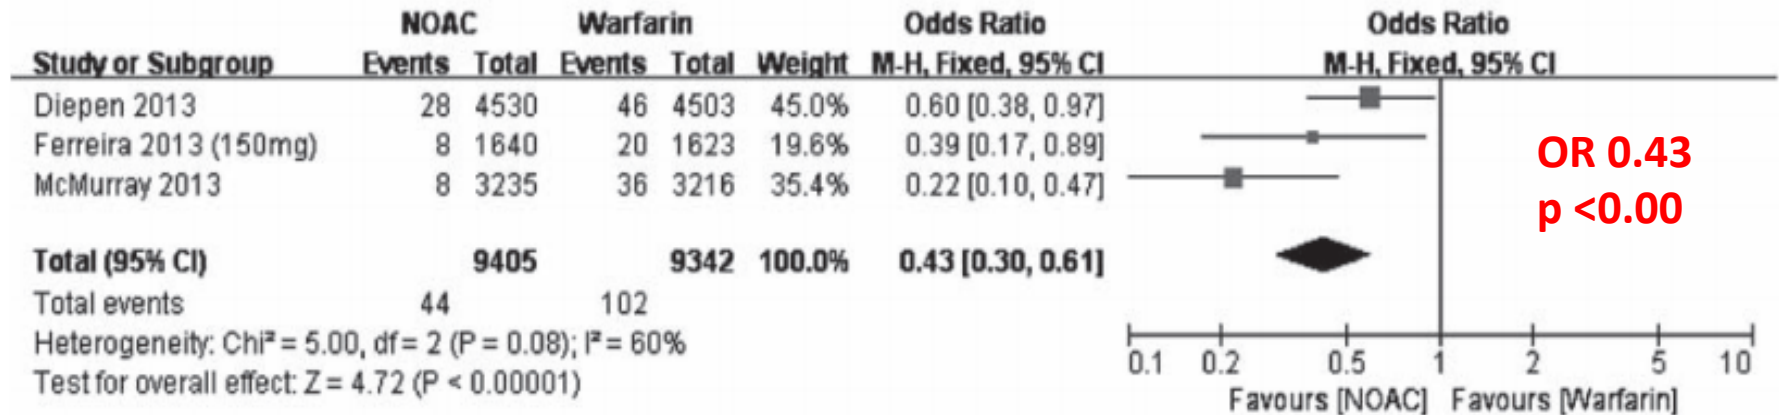 NOAC Warfarin Odds Ratio Odds Ratio
Study or Subgroup Events Total Events Total Weight M-H, Fixed, 95% CI M-H, Fixed, 95% CI
Diepen 2013 28 4530 46 4503 45.0% 0.60 [0.38, 0.97]
Ferreira 2013 (150mg) 8 1640 20 1623 19.6% 0.39 [0.17, 0.89]
McMurray 2013 8 3235 36 3216 35.4% 0.22 [0.10, 0.47]
OR 0.43
p <0.00
Total (95% CI) 9405 9342 100.0% 0.43 [0.30, 0.61]
Total events 44 102
Heterogeneity: Chi² = 5.00, df = 2 (P = 0.08); I² = 60%
Test for overall effect: Z = 4.72 (P < 0.00001)
0.1 0.2 0.5 1 2 5 10
Favours [NOAC] Favours [Warfarin]